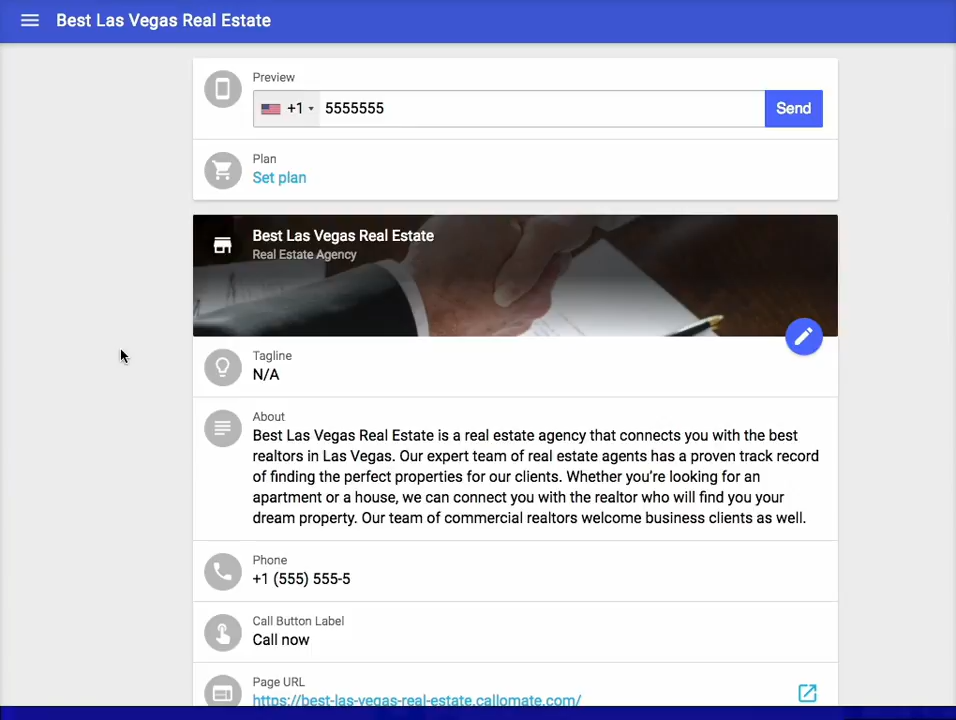 Best Las Vegas Real Estate
Preview
+1 5555555 Send
Plan
Set plan
Best Las Vegas Real Estate
Real Estate Agency
Tagline
N/A
About
Best Las Vegas Real Estate is a real estate agency that connects you with the best
realtors in Las Vegas. Our expert team of real estate agents has a proven track record
of finding the perfect properties for our clients. Whether you're looking for an
apartment or a house, we can connect you with the realtor who will find you your
dream property. Our team of commercial realtors welcome business clients as well.
Phone
+1 (555) 555-5
Call Button Label
Call now
Page URL
https://best-las-vegas-real-estate.callomate.com/